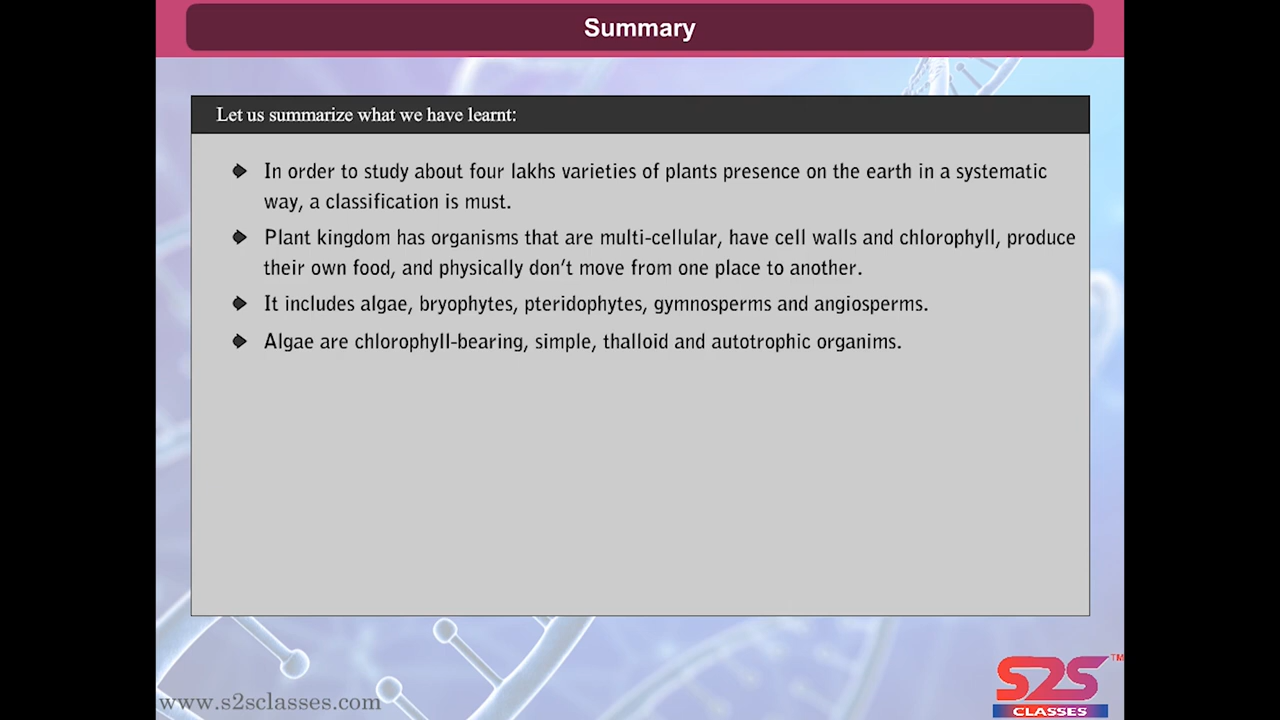 Summary
Let us summarize what we have learnt:
In order to study about four lakhs varieties of plants presence on the earth in a systematic
way, a classification is must.
Plant kingdom has organisms that are multi-cellular, have cell walls and chlorophyll, produce
their own food, and physically don't move from one place to another.
It includes algae, bryophytes, pteridophytes, gymnosperms and angiosperms.
Algae are chlorophyll-bearing, simple, thalloid and autotrophic organims.
www.s2sclasses.com
S2S TM
CLASSES